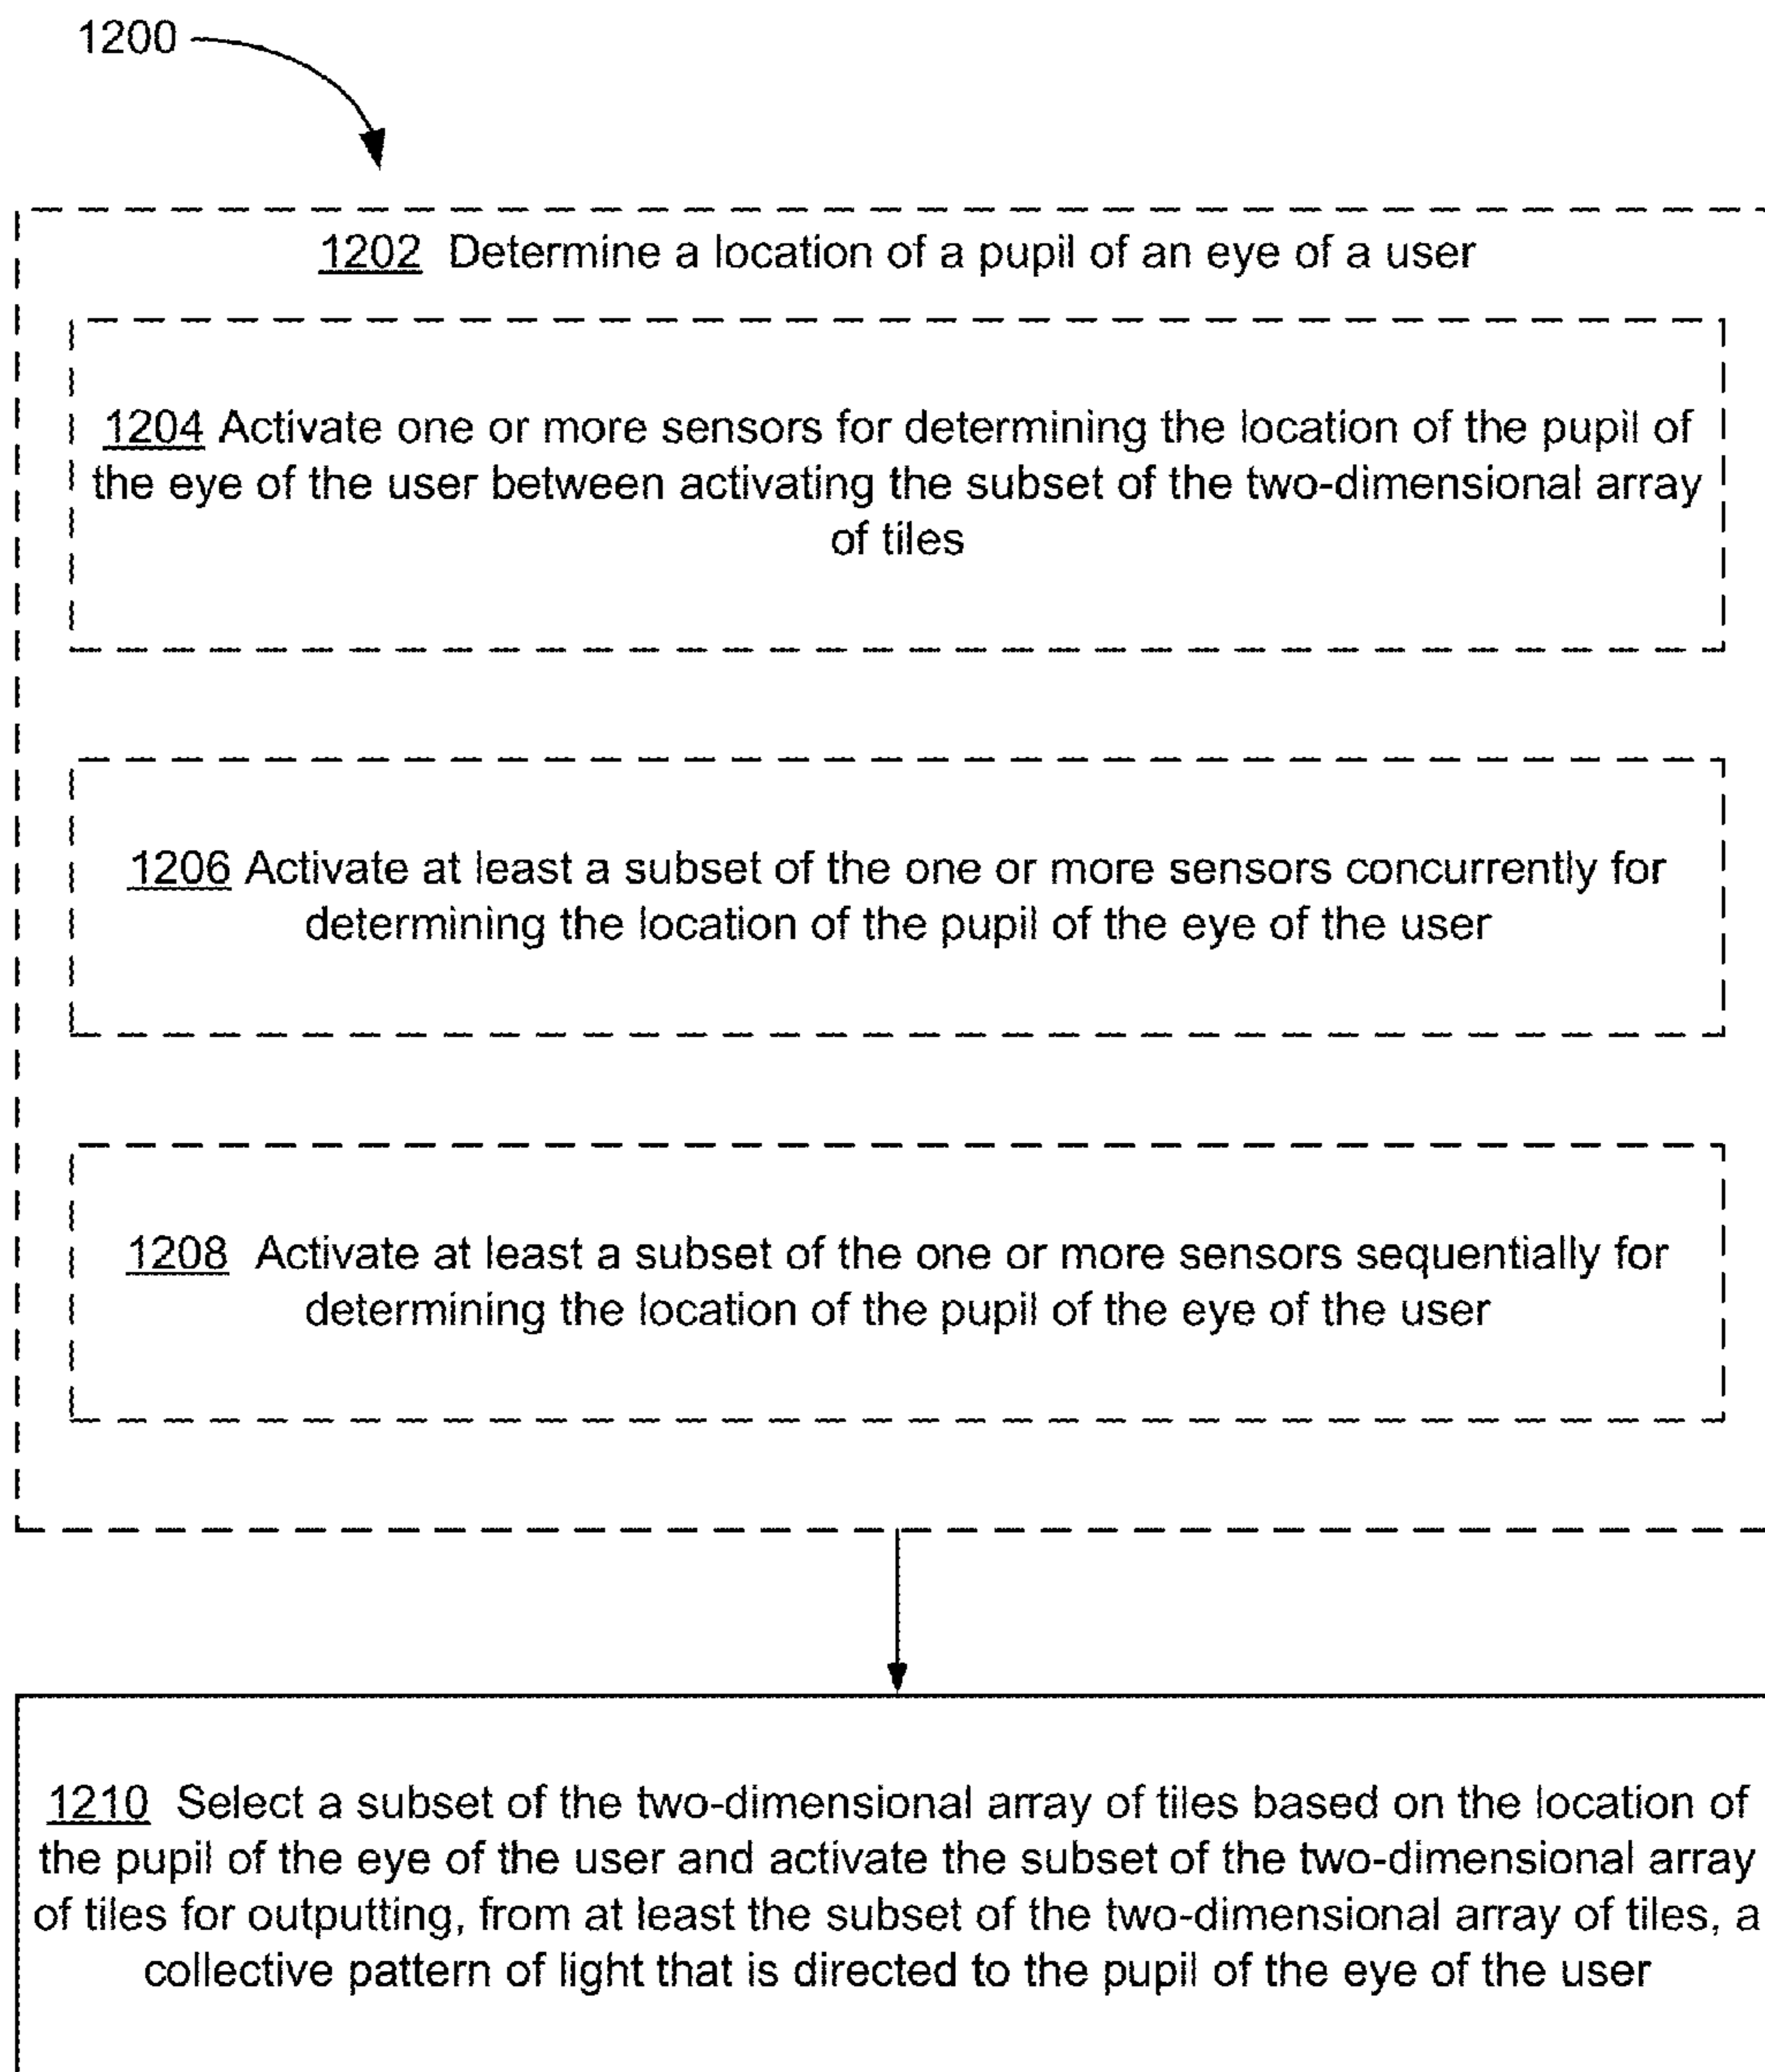 1200
1202 Determine a location of a pupil of an eye of a user
1204 Activate one or more sensors for determining the location of the pupil of
the eye of the user between activating the subset of the two-dimensional array
of tiles
1206 Activate at least a subset of the one or more sensors concurrently for
determining the location of the pupil of the eye of the user
1208 Activate at least a subset of the one or more sensors sequentially for
determining the location of the pupil of the eye of the user
1210 Select a subset of the two-dimensional array of tiles based on the location of
the pupil of the eye of the user and activate the subset of the two-dimensional array
of tiles for outputting, from at least the subset of the two-dimensional array of tiles, a
collective pattern of light that is directed to the pupil of the eye of the user